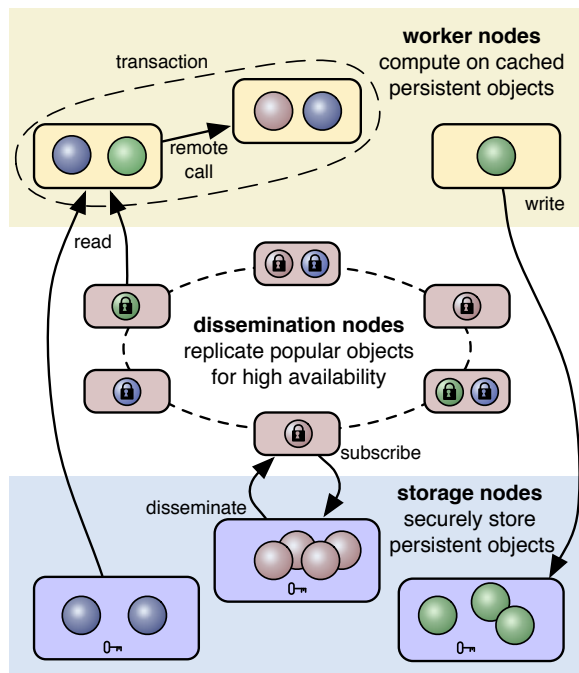 worker nodes
compute on cached
persistent objects
transaction
remote
call
write
read
dissemination nodes
replicate popular objects
for high availability
subscribe
disseminate
storage nodes
securely store
persistent objects